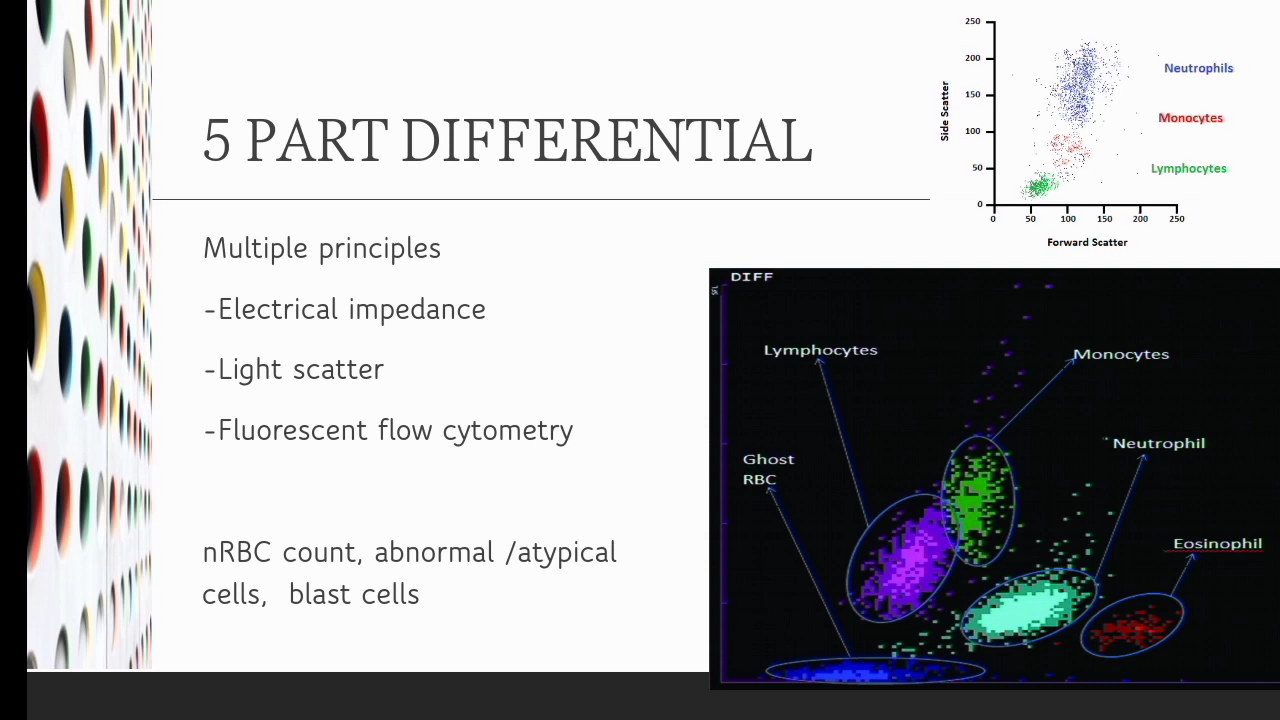 5 PART DIFFERENTIAL
Multiple principles
-Electrical impedance
-Light scatter
-Fluorescent flow cytometry
nRBC count, abnormal /atypical
cells,  blast cells
250
200
150
100
50
0
Side Scatter
0 50 100 150 200 250
Forward Scatter
Neutrophils
Monocytes
Lymphocytes
DIFF
Lymphocytes
Monocytes
Neutrophil
Ghost
RBC
Eosinophil